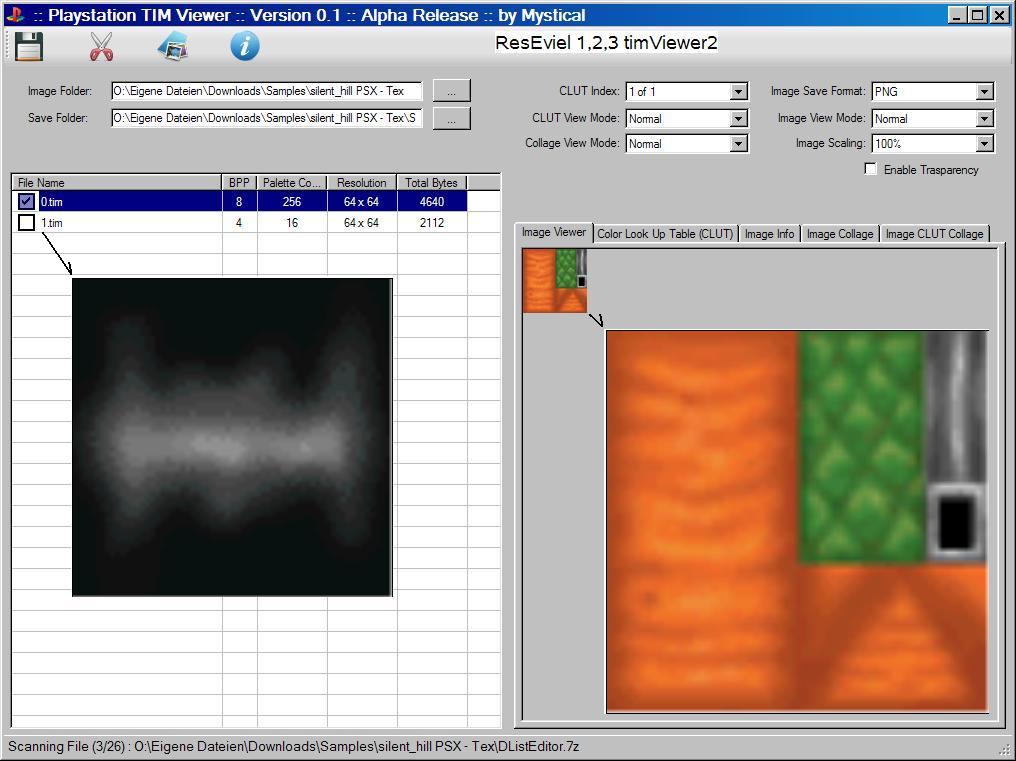 :: Playstation TIM Viewer :: Version 0.1 :: Alpha Release :: by Mystical
ResEviel 1,2,3 timViewer2
Image Folder: O:\Eigene Dateien\Downloads\Samples\silent_hill PSX - Tex ...
Save Folder: O:\Eigene Dateien\Downloads\Samples\silent_hill PSX - Tex\S ...
CLUT Index: 1 of 1 Image Save Format: PNG
CLUT View Mode: Normal Image View Mode: Normal
Collage View Mode: Normal Image Scaling: 100%
Enable Trasparency
File Name BPP Palette Co... Resolution Total Bytes
0.tim 8 256 64 x 64 4640
1.tim 4 16 64 x 64 2112
Image Viewer Color Look Up Table (CLUT) Image Info Image Collage Image CLUT Collage
Scanning File (3/26) : O:\Eigene Dateien\Downloads\Samples\silent_hill PSX - Tex\DListEditor.7z